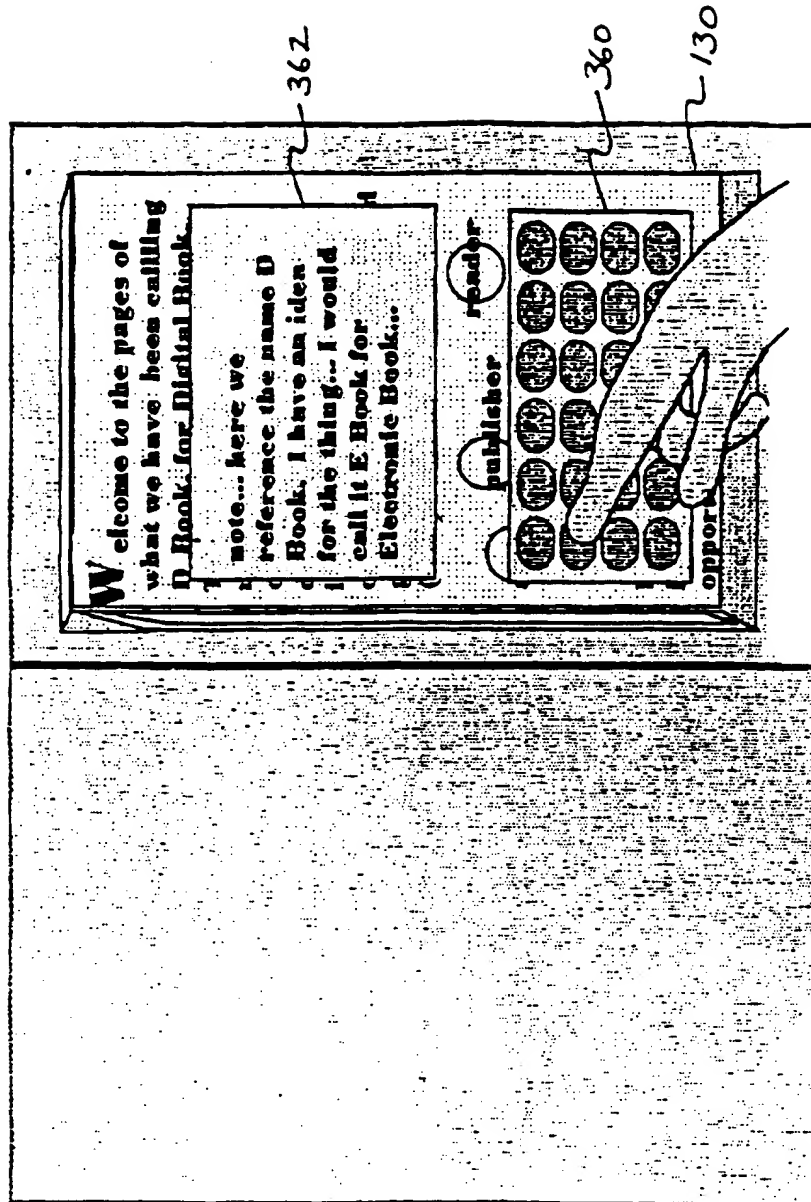 Welcome to the pages of
what we have been callling
D Book, for Digital Book.
note... here we
reference the name D
Book. I have an idea
for the thing... I would
call it E Book for
Electronic Book...
publisher
reader
oppor
362
360
130